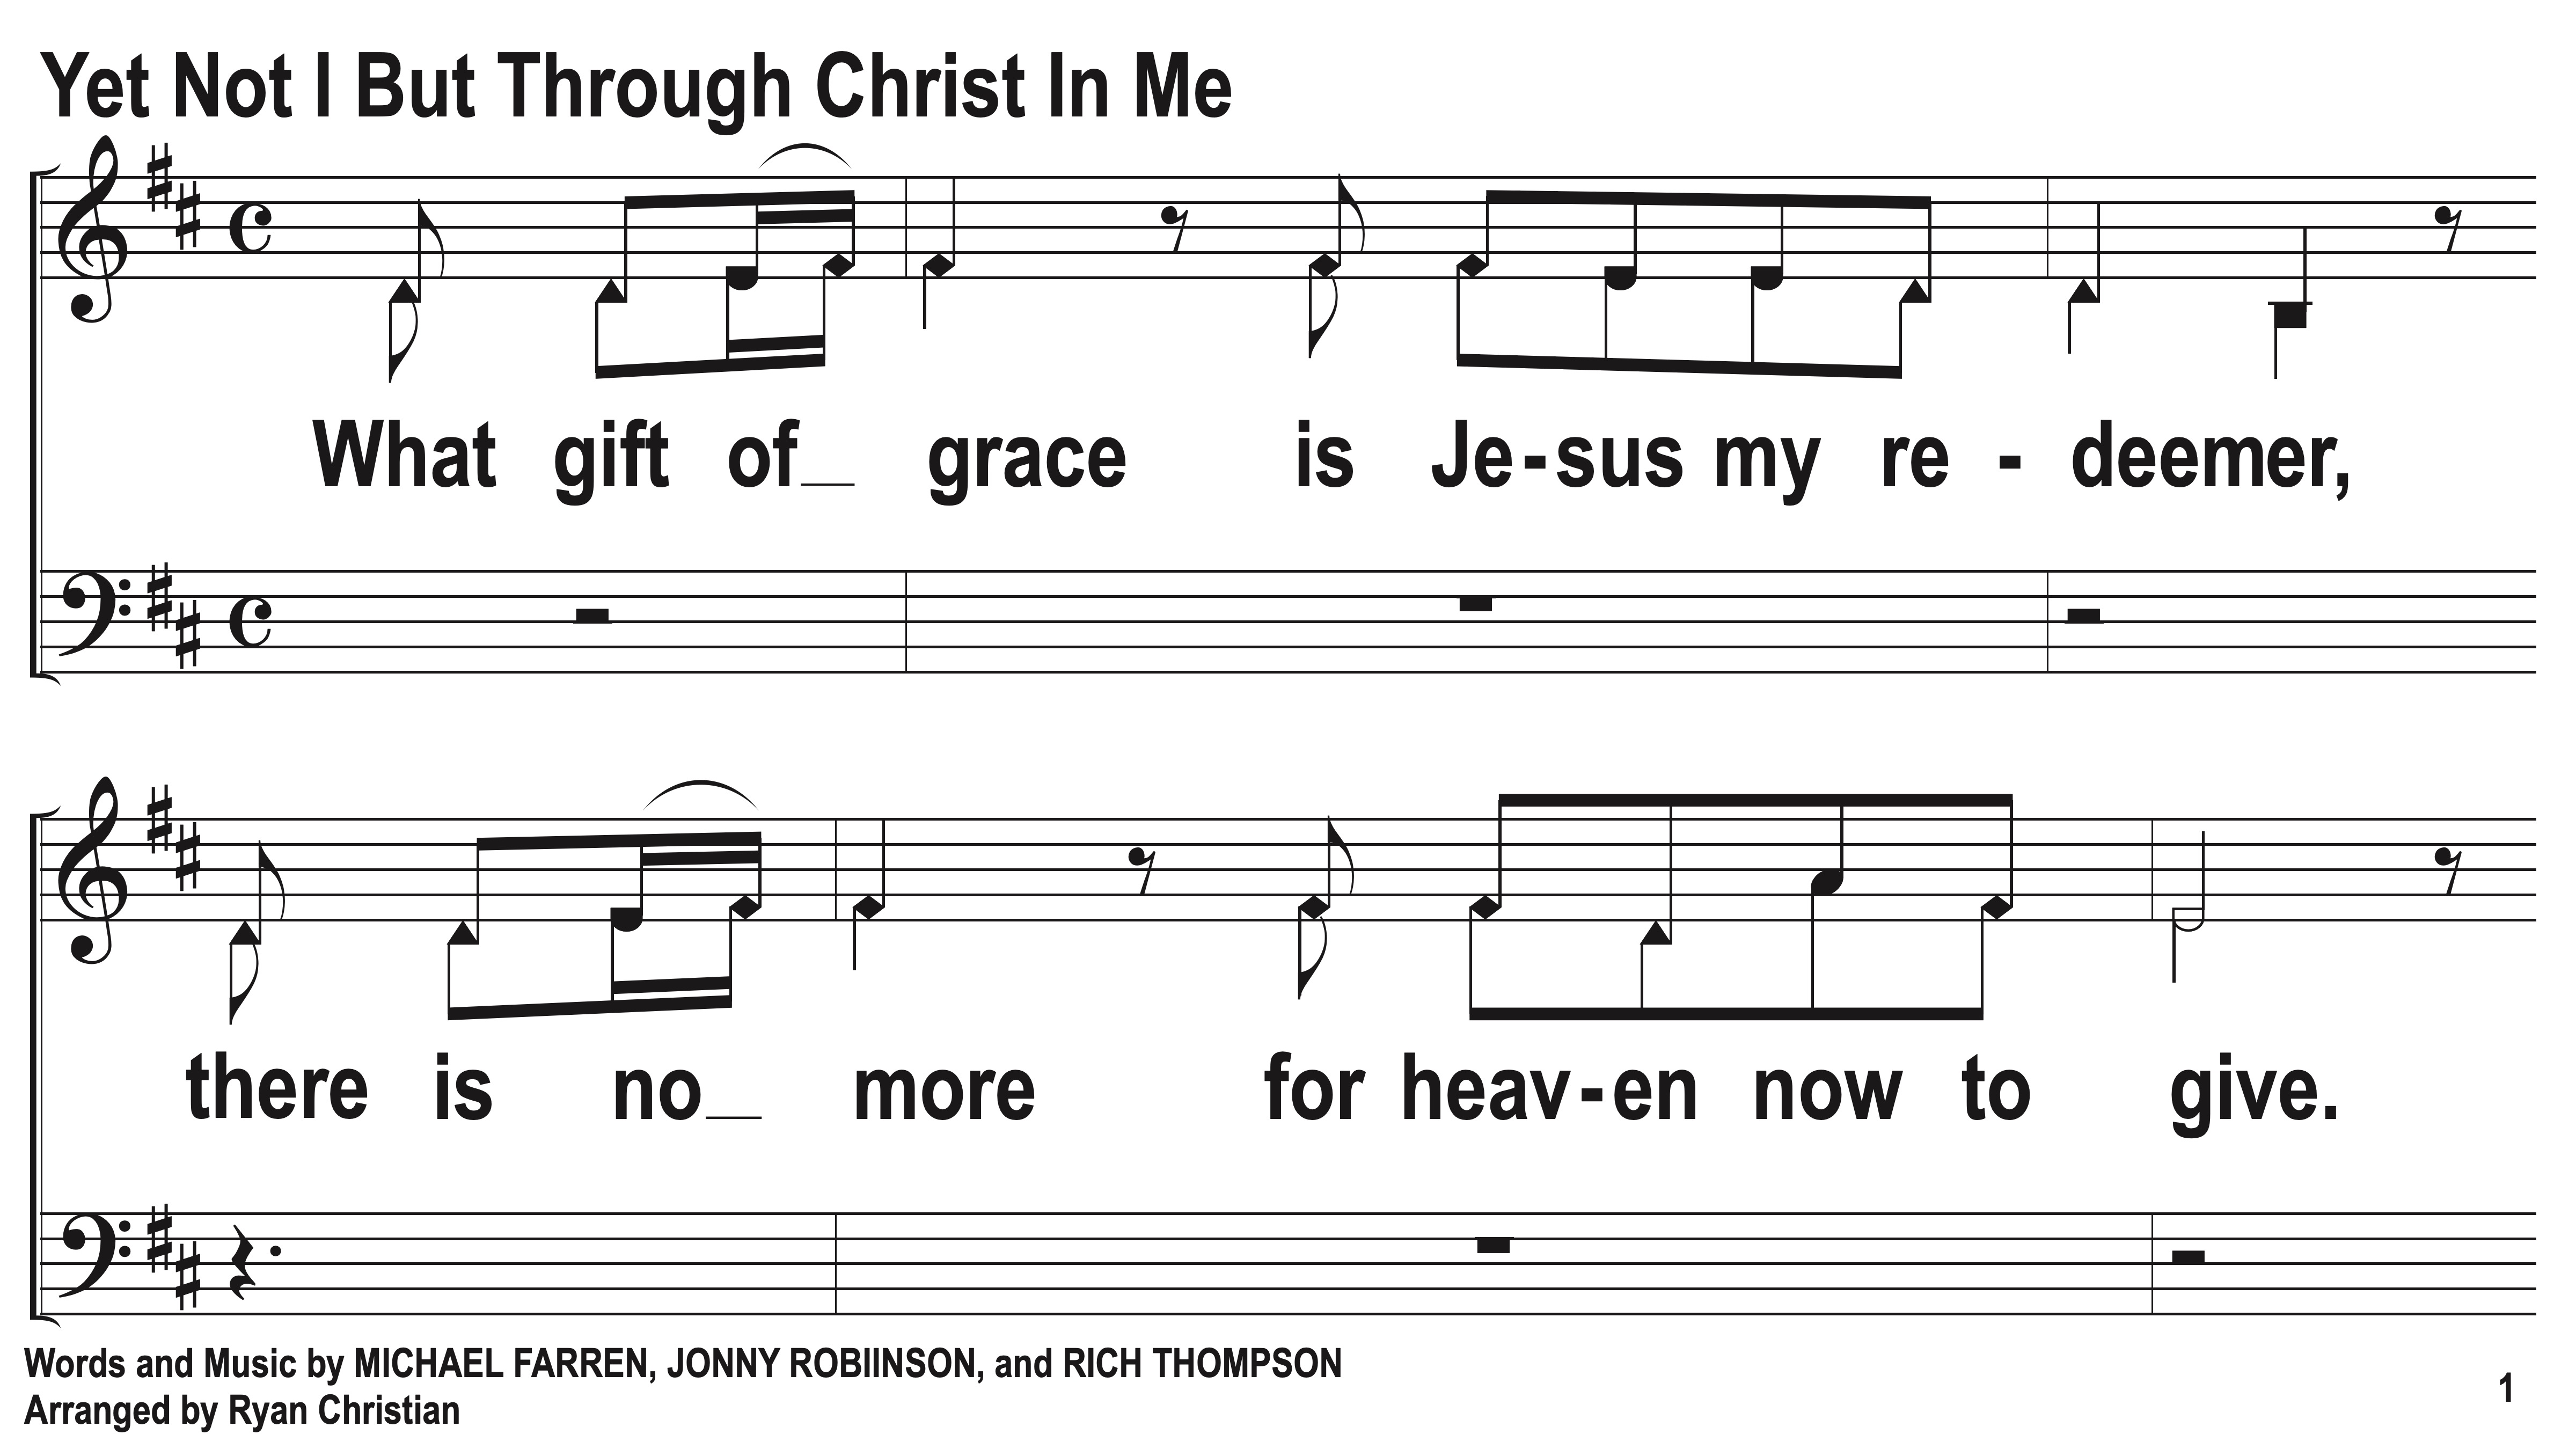 Yet Not I But Through Christ In Me
What gift of__ grace is Je-sus my re - deemer,
there is no__ more for heav-en now to give.
Words and Music by MICHAEL FARREN, JONNY ROBIINSON, and RICH THOMPSON
Arranged by Ryan Christian
1